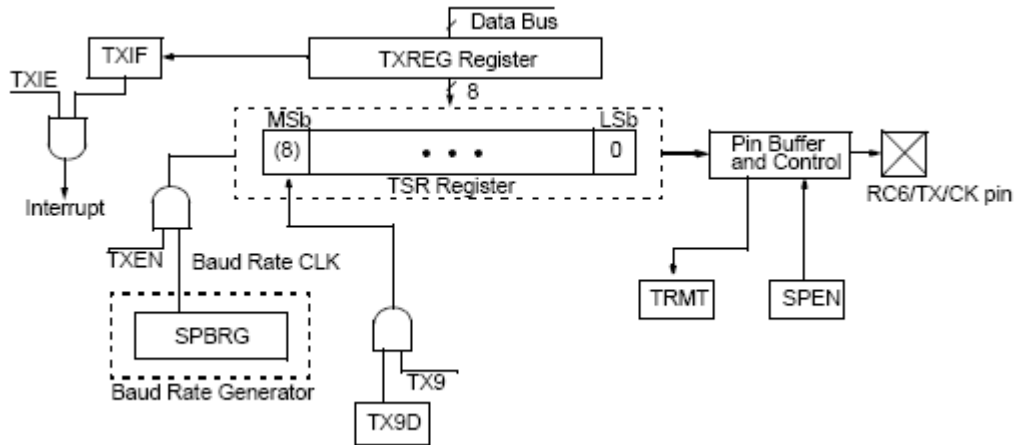 Data Bus
TXIF
TXREG Register
TXIE
8
MSb
LSb
(8)
0
Pin Buffer
and Control
TSR Register
RC6/TX/CK pin
Interrupt
TXEN
Baud Rate CLK
TRMT
SPEN
SPBRG
TX9
Baud Rate Generator
TX9D